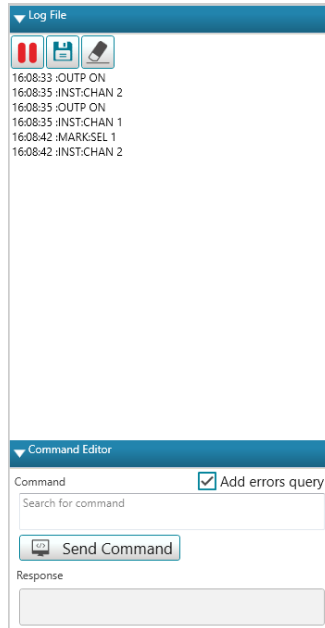 Log File
16:08:33 :OUTP ON
16:08:35 :INST:CHAN 2
16:08:35 :OUTP ON
16:08:35 :INST:CHAN 1
16:08:42 :MARK:SEL 1
16:08:42 :INST:CHAN 2
Command Editor
Command Add errors query
Search for command
Send Command
Response